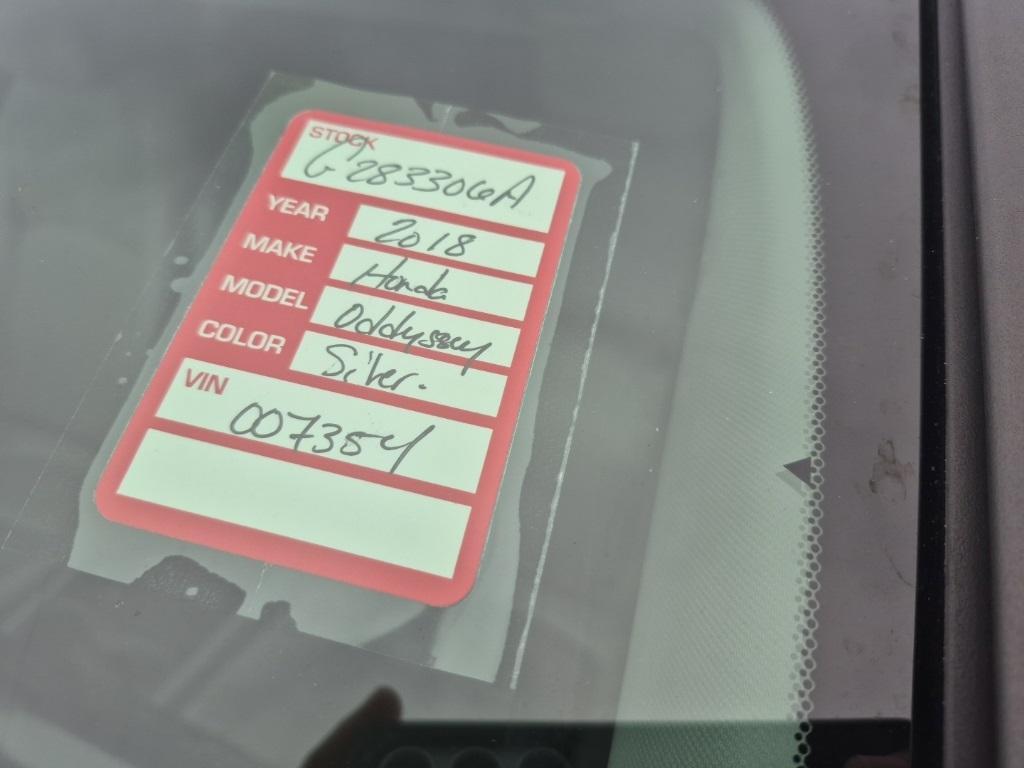 STOCK
G283306A
YEAR 2018
MAKE Honda
MODEL Oddyssey
COLOR Silver.
VIN
007354